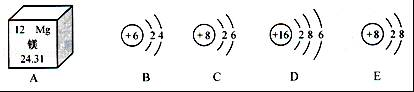 12 Mg
镁
24.31
+6 2 4
+8 2 6
+16 2 8 6
+8 2 8
A B C D E